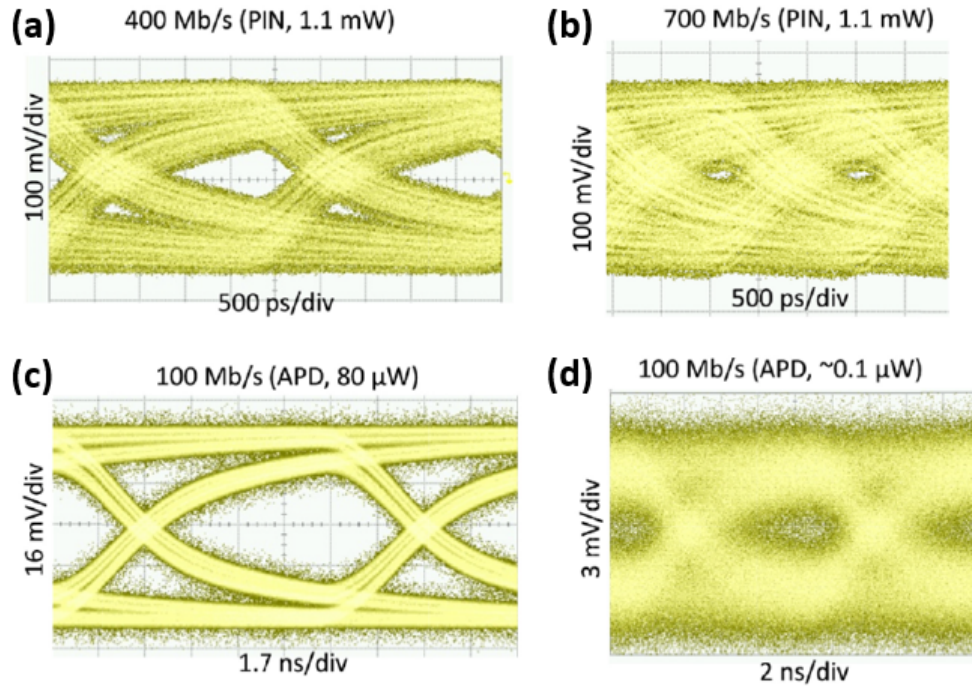 (a)
400 Mb/s (PIN, 1.1 mW)
100 mV/div
500 ps/div
(b)
700 Mb/s (PIN, 1.1 mW)
100 mV/div
500 ps/div
(c)
100 Mb/s (APD, 80 μW)
16 mV/div
1.7 ns/div
(d)
100 Mb/s (APD, ~0.1 μW)
3 mV/div
2 ns/div